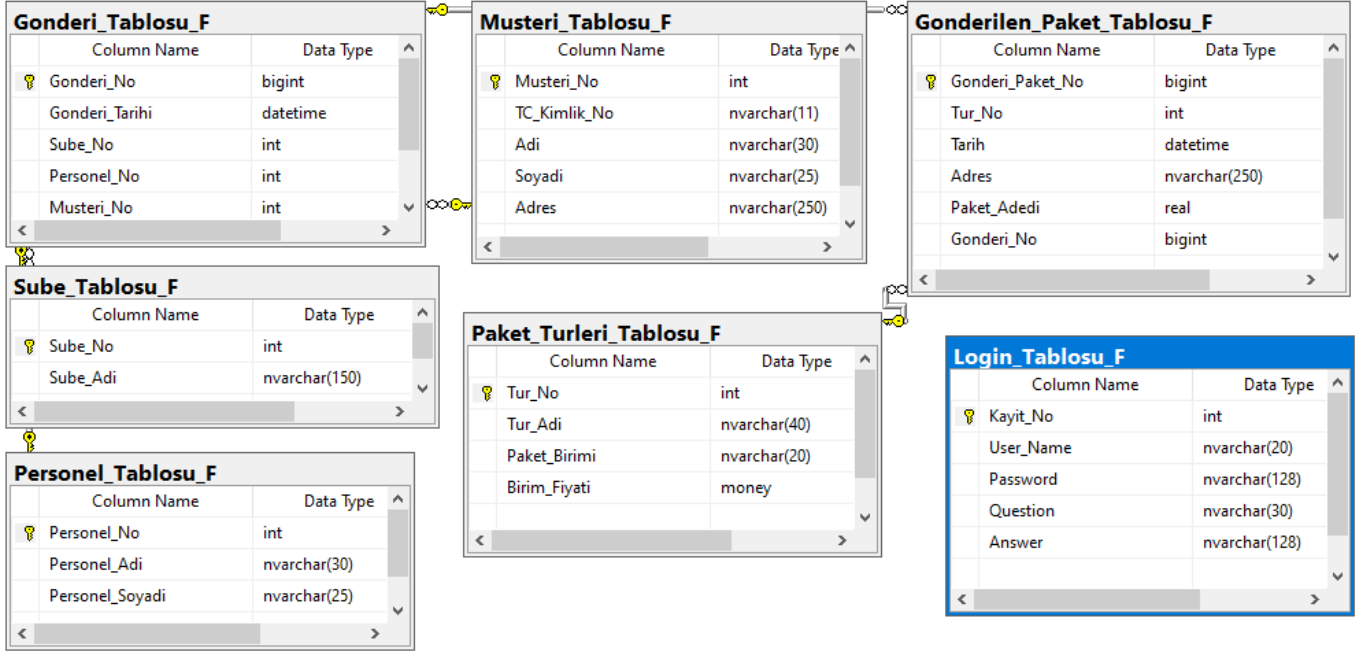 Gonderi_Tablosu_F
Column Name Data Type
Gonderi_No bigint
Gonderi_Tarihi datetime
Sube_No int
Personel_No int
Musteri_No int
Musteri_Tablosu_F
Column Name Data Type
Musteri_No int
TC_Kimlik_No nvarchar(11)
Adi nvarchar(30)
Soyadi nvarchar(25)
Adres nvarchar(250)
Gonderilen_Paket_Tablosu_F
Column Name Data Type
Gonderi_Paket_No bigint
Tur_No int
Tarih datetime
Adres nvarchar(250)
Paket_Adedi real
Gonderi_No bigint
Sube_Tablosu_F
Column Name Data Type
Sube_No int
Sube_Adi nvarchar(150)
Paket_Turleri_Tablosu_F
Column Name Data Type
Tur_No int
Tur_Adi nvarchar(40)
Paket_Birimi nvarchar(20)
Birim_Fiyati money
Login_Tablosu_F
Column Name Data Type
Kayit_No int
User_Name nvarchar(20)
Password nvarchar(128)
Question nvarchar(30)
Answer nvarchar(128)
Personel_Tablosu_F
Column Name Data Type
Personel_No int
Personel_Adi nvarchar(30)
Personel_Soyadi nvarchar(25)